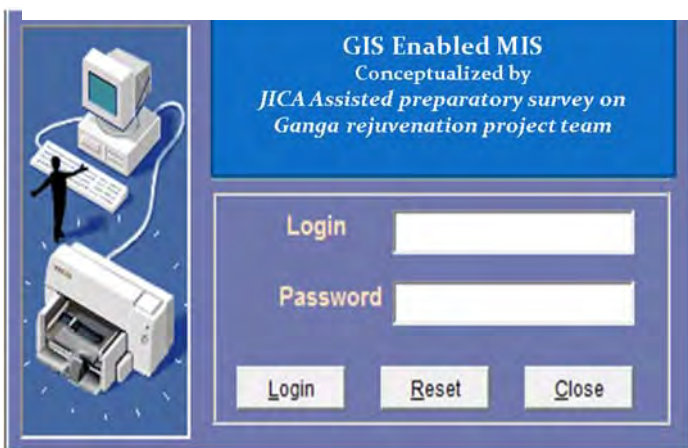 GIS Enabled MIS
Conceptualized by
JICA Assisted preparatory survey on
Ganga rejuvenation project team
Login
Password
Login
Reset
Close